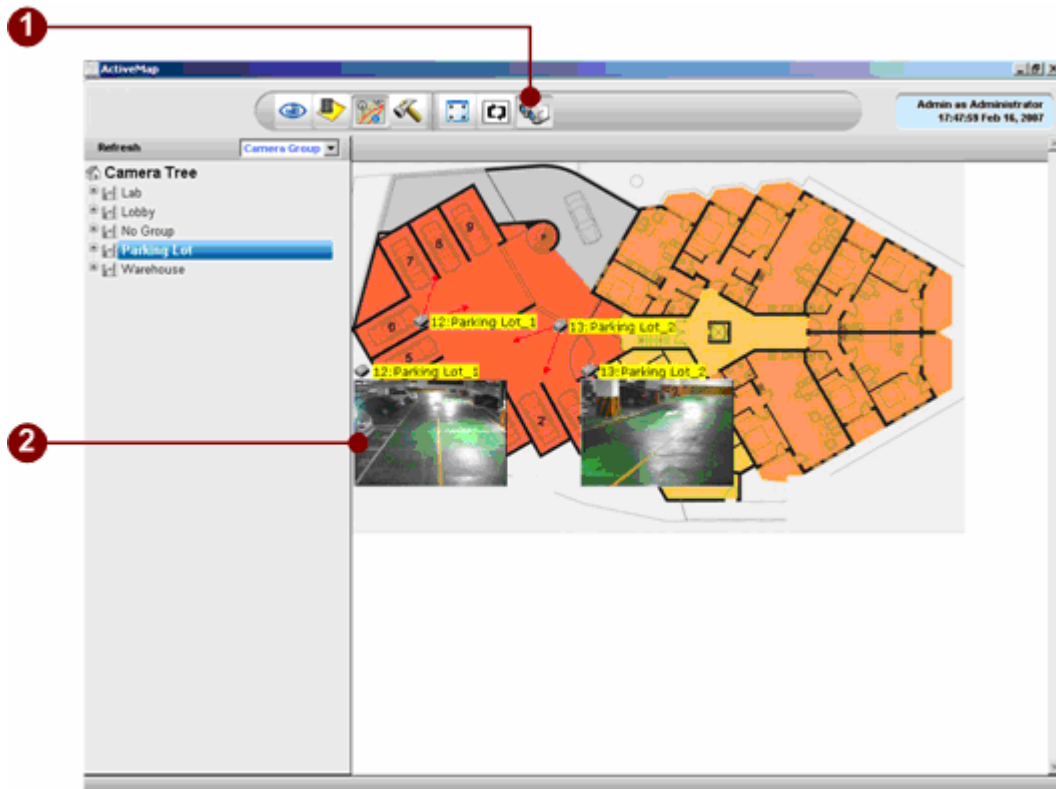 1
ActiveMap
Admin as Administrator
17:47:59 Feb 16, 2007
Refresh
Camera Group
Camera Tree
Lab
Lobby
No Group
Parking Lot
Warehouse
9
8
7
6
5
12:Parking Lot_1
13:Parking Lot_2
12:Parking Lot_1
13:Parking Lot_2
2
2